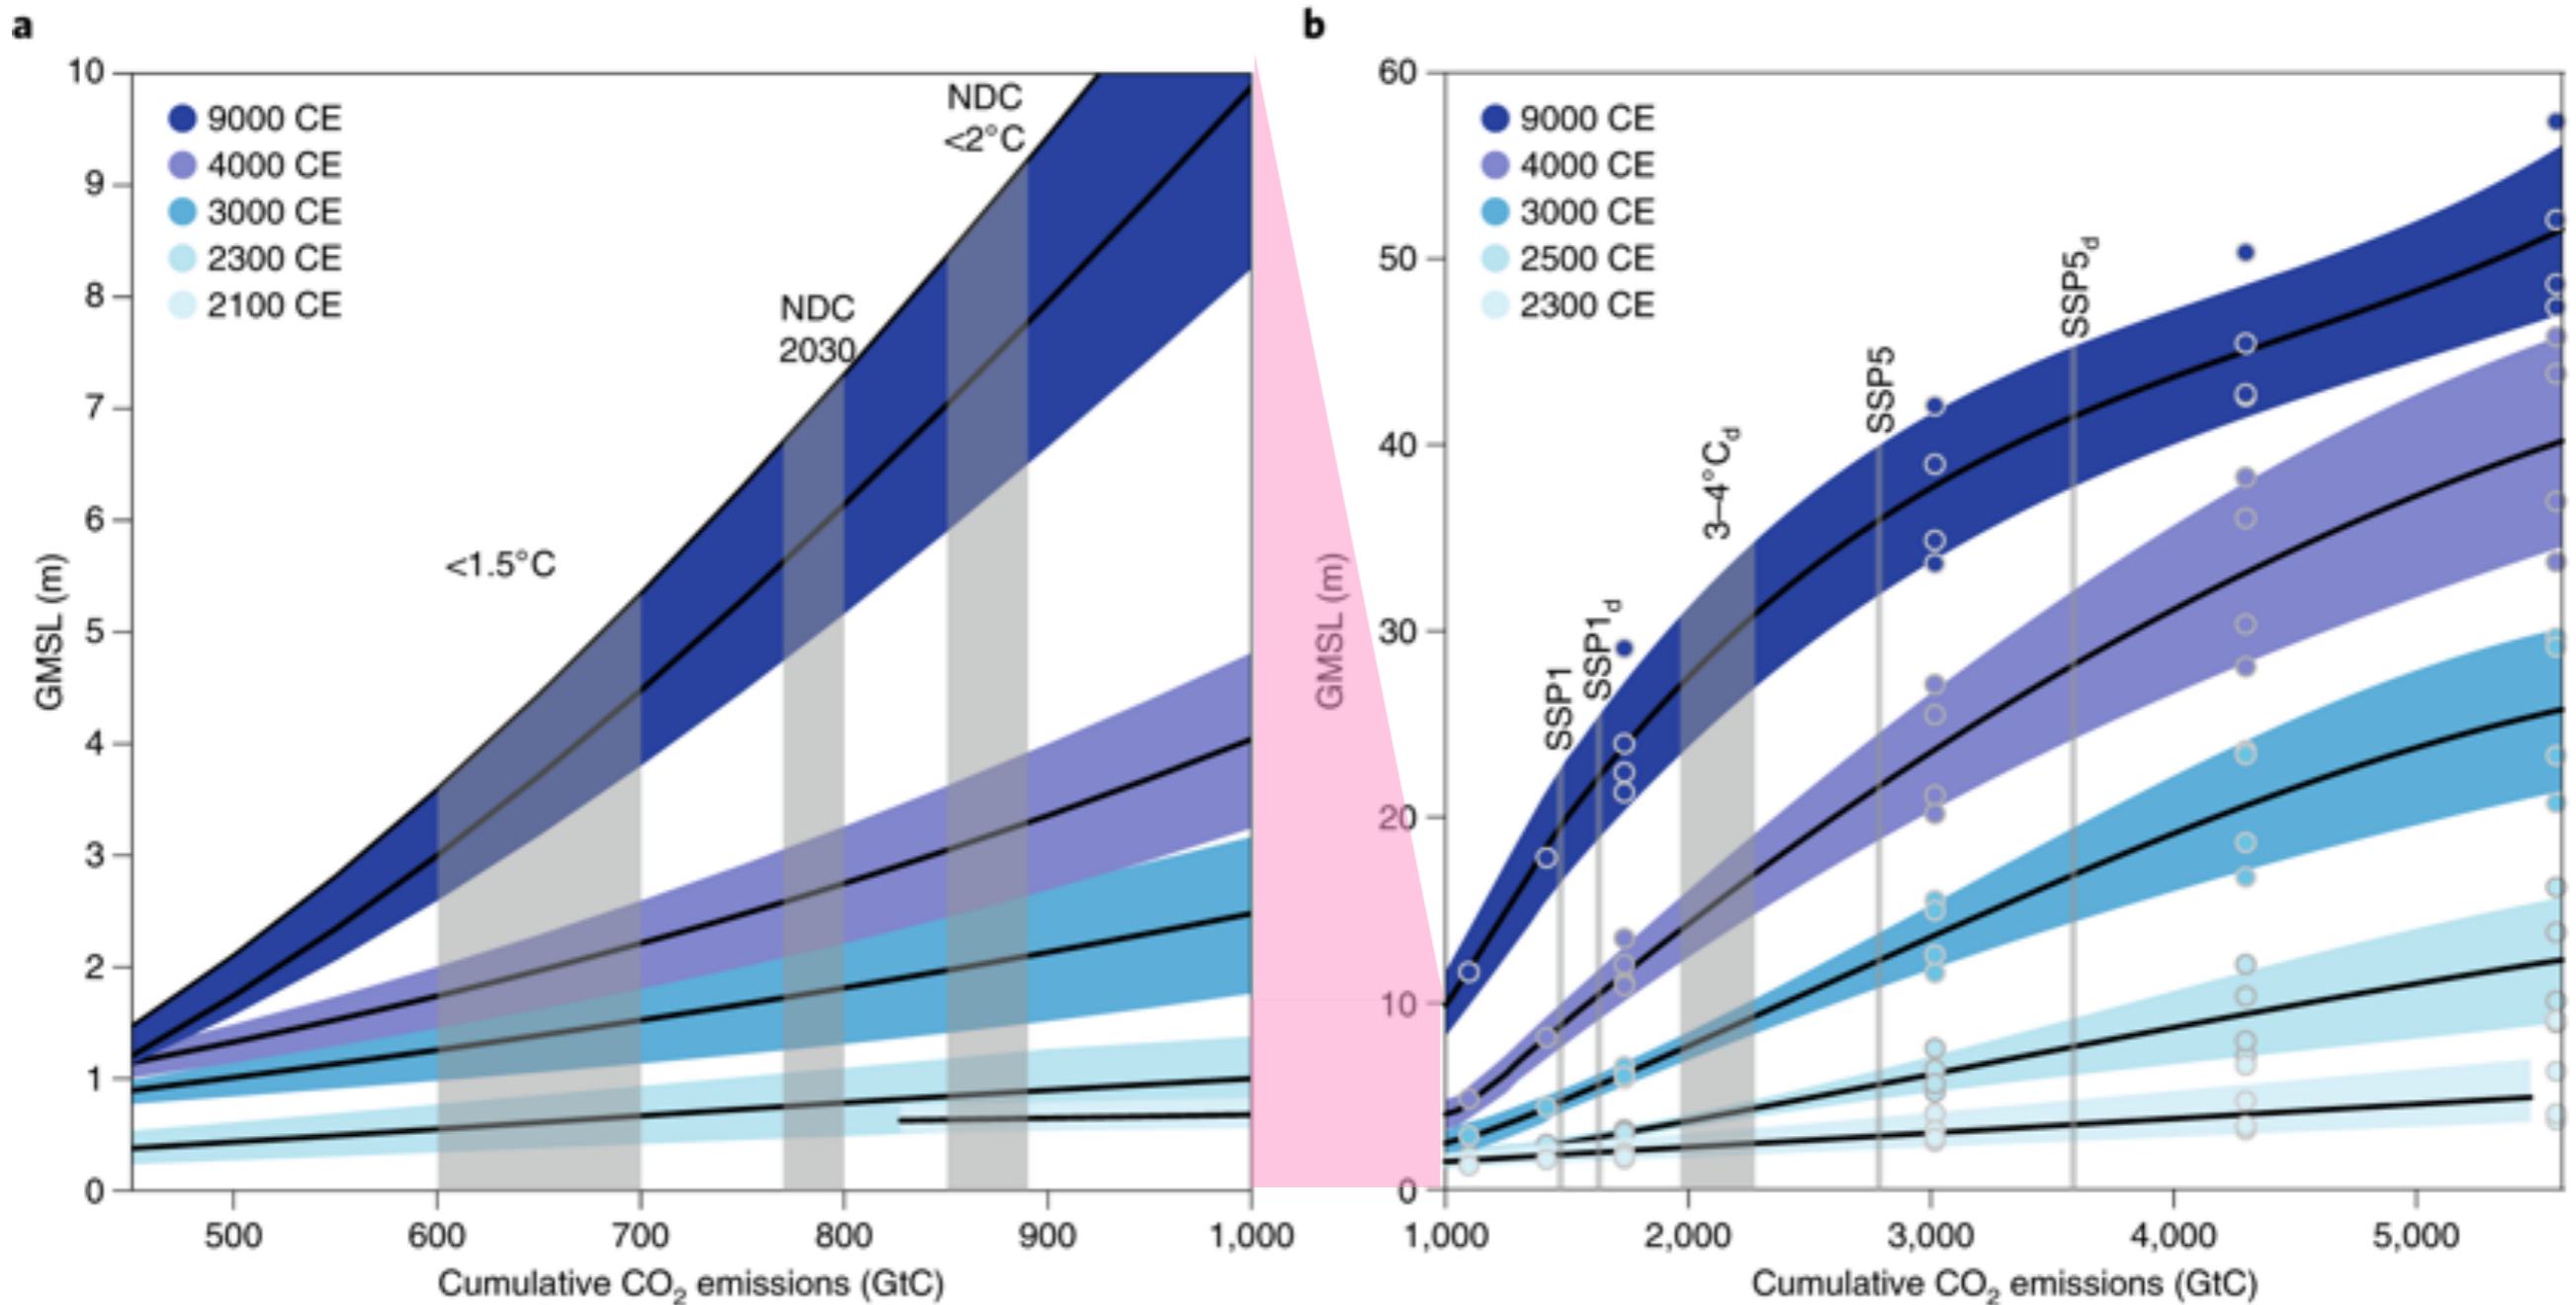 a
10
9
8
7
6
5
4
3
2
1
0
GMSL (m)
9000 CE
4000 CE
3000 CE
2300 CE
2100 CE
<1.5°C
NDC
2030
NDC
<2°C
500
600
700
800
900
1,000
Cumulative CO₂ emissions (GtC)
b
60
50
40
30
20
10
0
GMSL (m)
9000 CE
4000 CE
3000 CE
2500 CE
2300 CE
SSP1
SSP1d
3–4°Cd
SSP5
SSP5d
1,000
2,000
3,000
4,000
5,000
Cumulative CO₂ emissions (GtC)